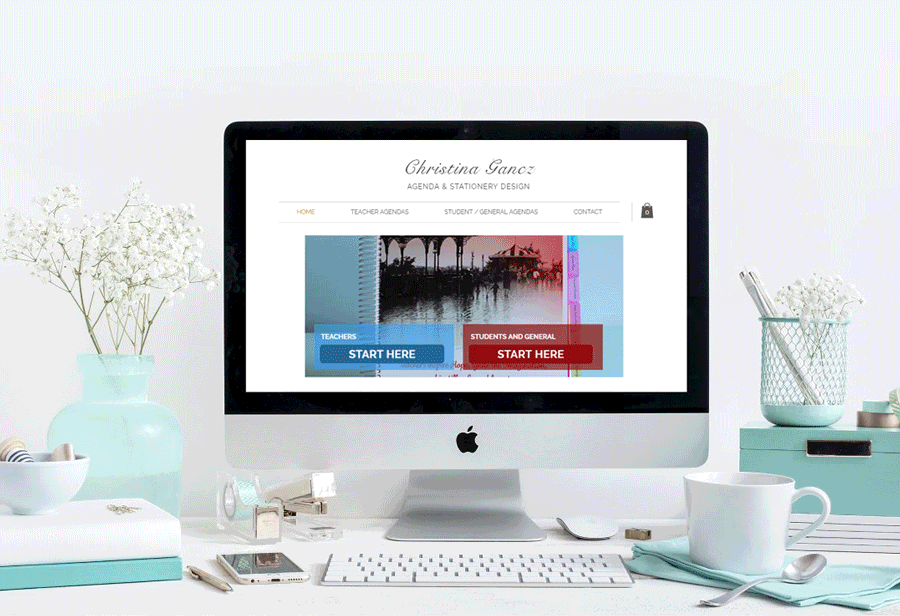 Christina Gancz
AGENDA & STATIONERY DESIGN
HOME TEACHER AGENDAS STUDENT / GENERAL AGENDAS CONTACT 0
TEACHERS STUDENTS AND GENERAL
START HERE START HERE